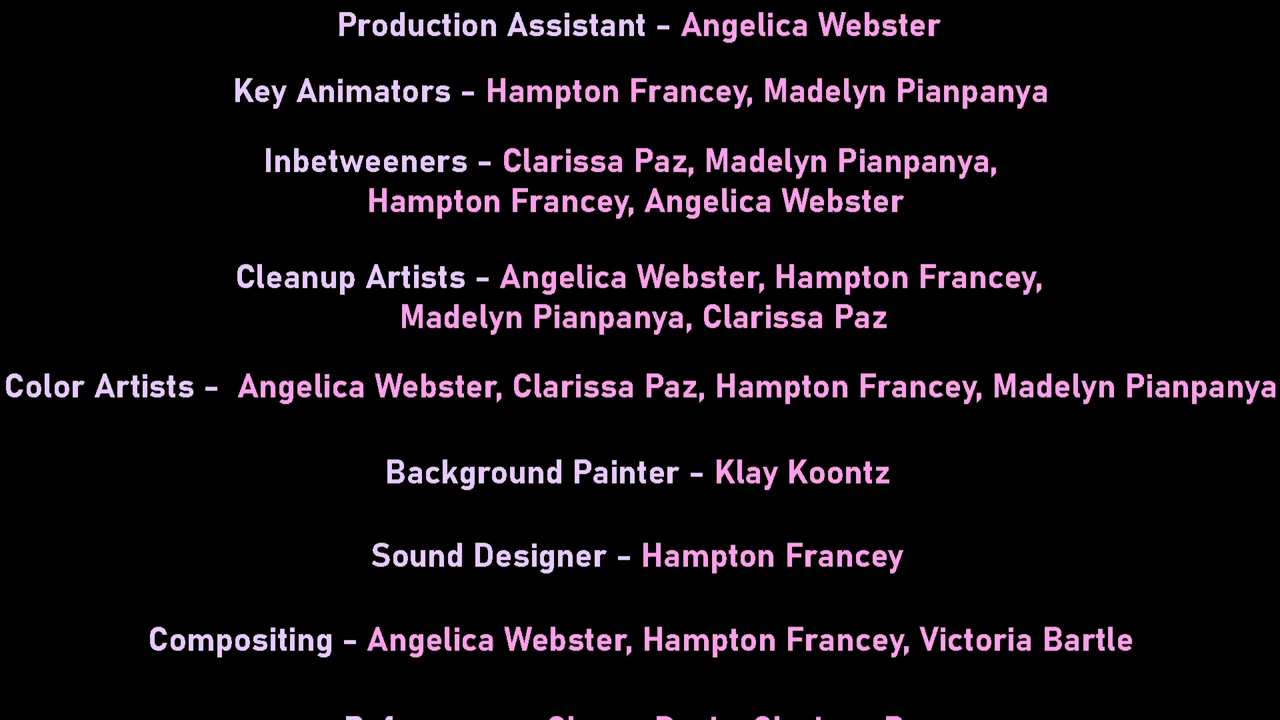 Production Assistant - Angelica Webster
Key Animators - Hampton Francey, Madelyn Pianpanya
Inbetweeners - Clarissa Paz, Madelyn Pianpanya,
Hampton Francey, Angelica Webster
Cleanup Artists - Angelica Webster, Hampton Francey,
Madelyn Pianpanya, Clarissa Paz
Color Artists - Angelica Webster, Clarissa Paz, Hampton Francey, Madelyn Pianpanya
Background Painter - Klay Koontz
Sound Designer - Hampton Francey
Compositing - Angelica Webster, Hampton Francey, Victoria Bartle